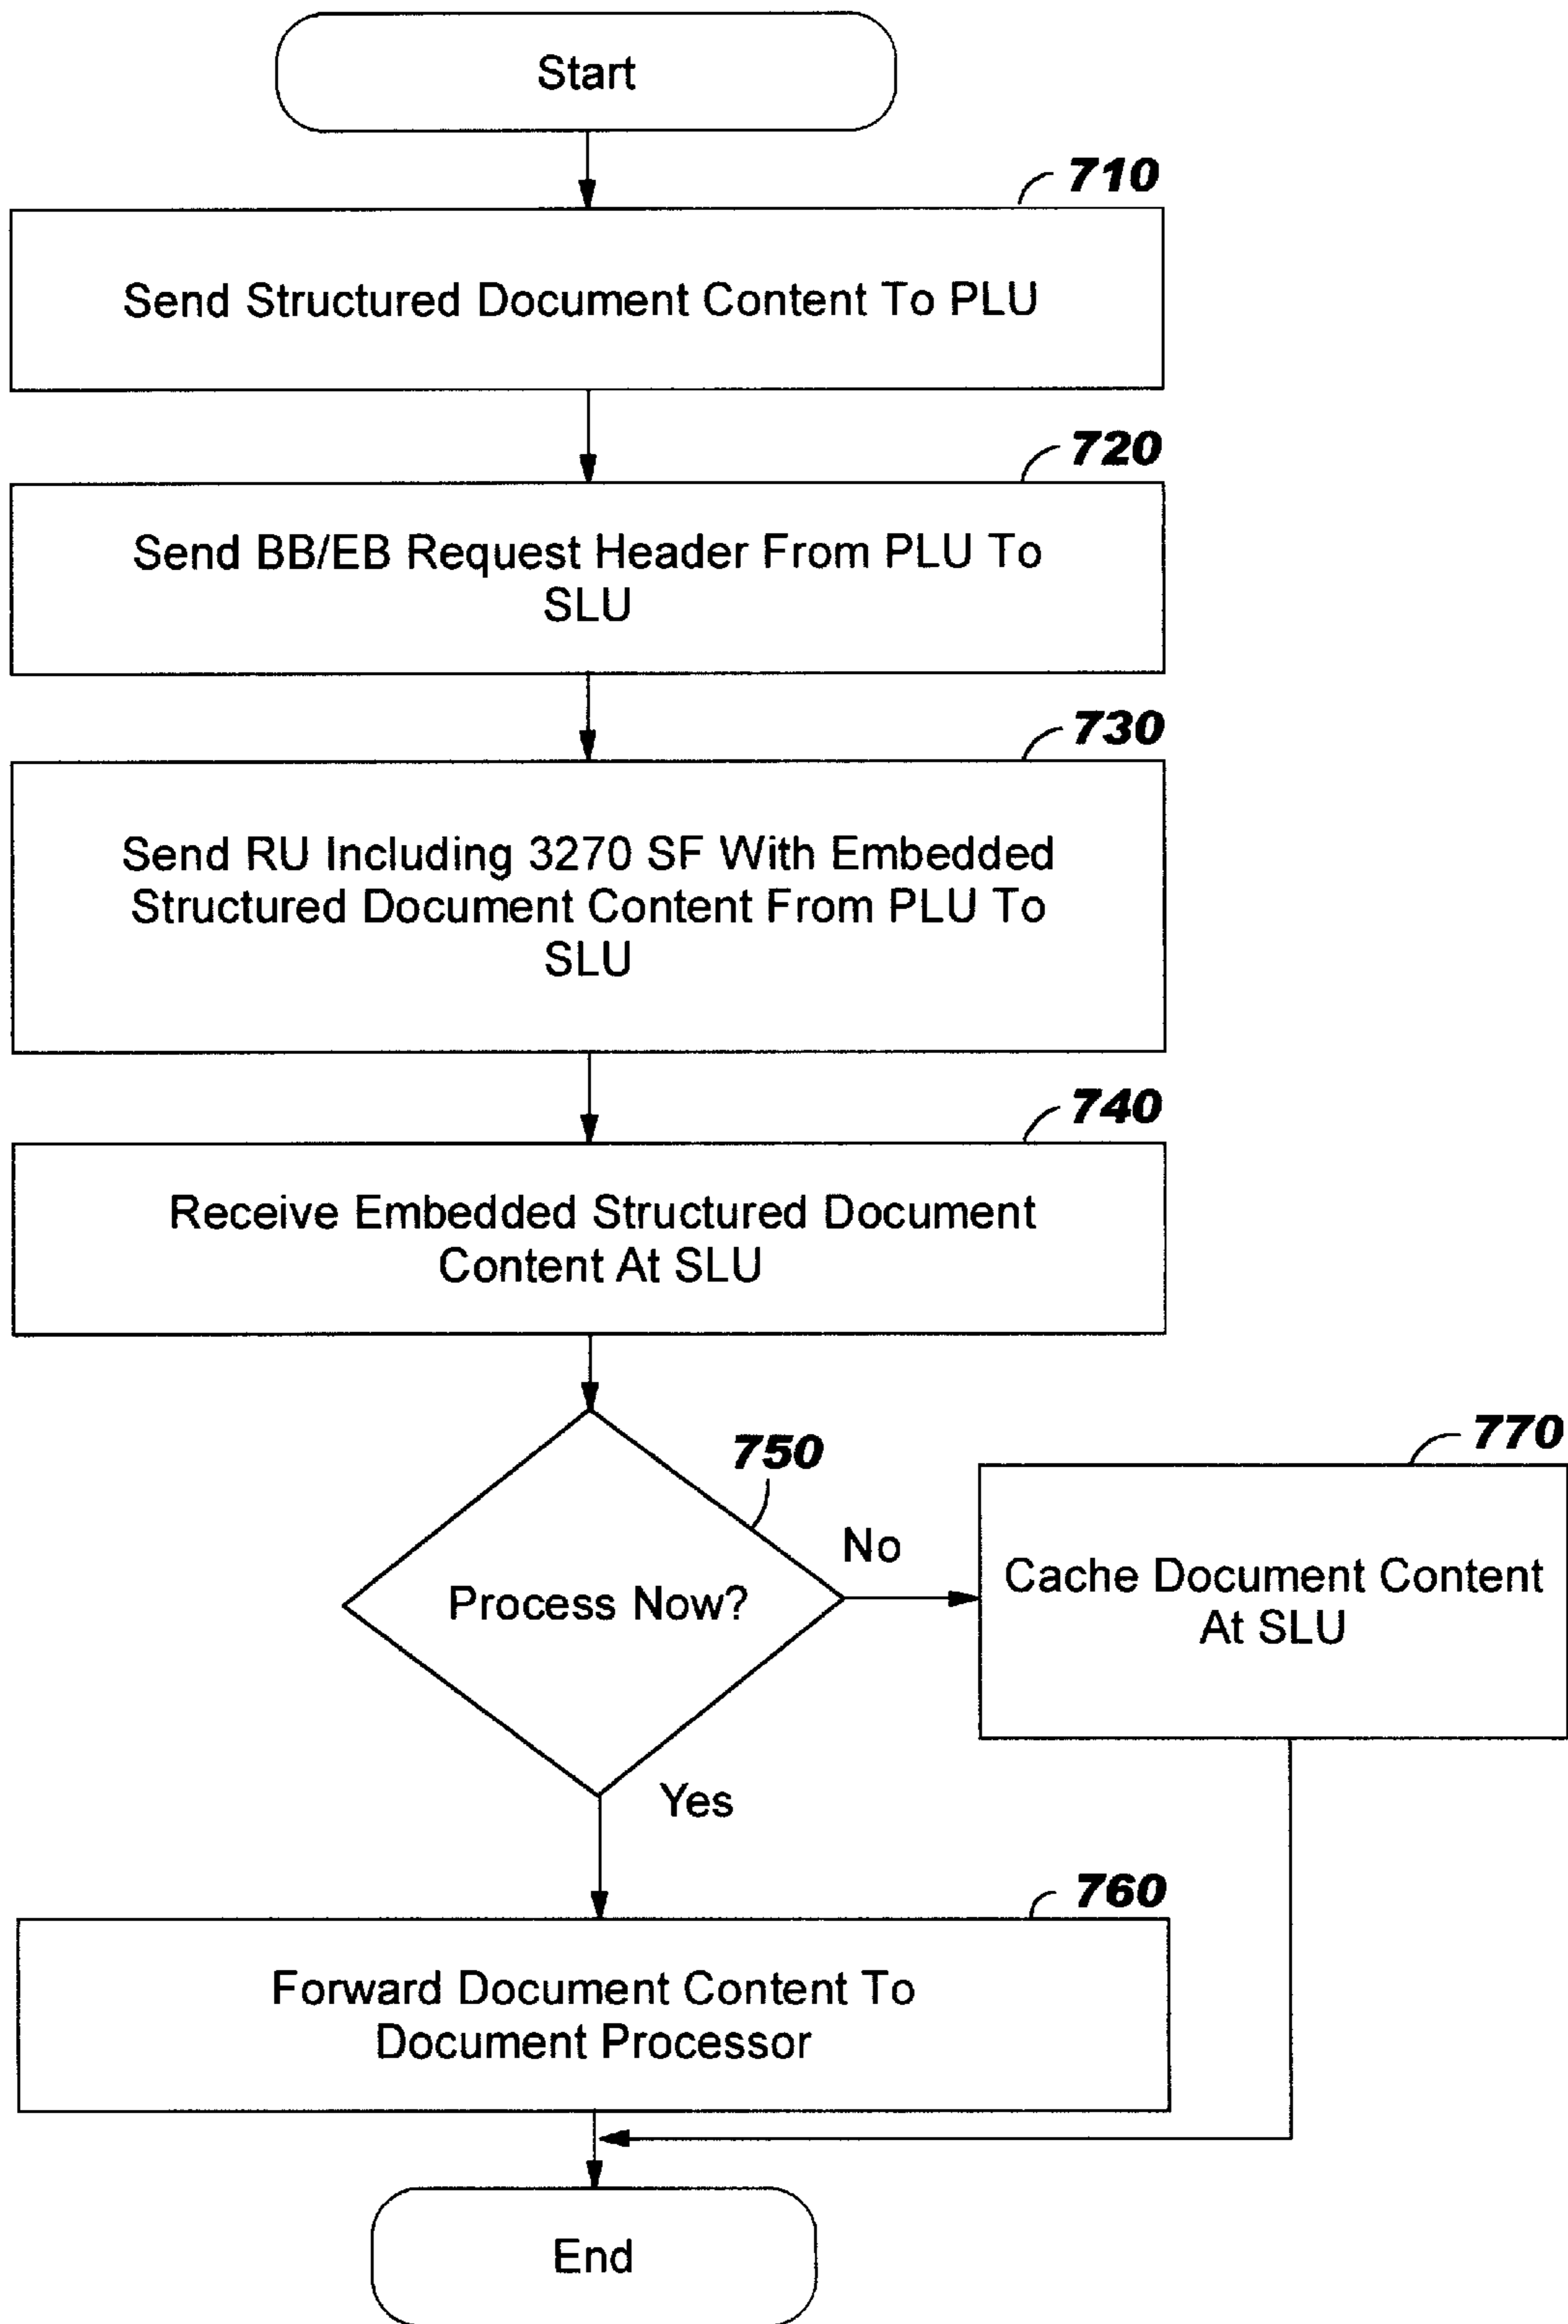 Start
710
Send Structured Document Content To PLU
720
Send BB/EB Request Header From PLU To
SLU
730
Send RU Including 3270 SF With Embedded
Structured Document Content From PLU To
SLU
740
Receive Embedded Structured Document
Content At SLU
750
Process Now?
No
770
Cache Document Content
At SLU
Yes
760
Forward Document Content To
Document Processor
End